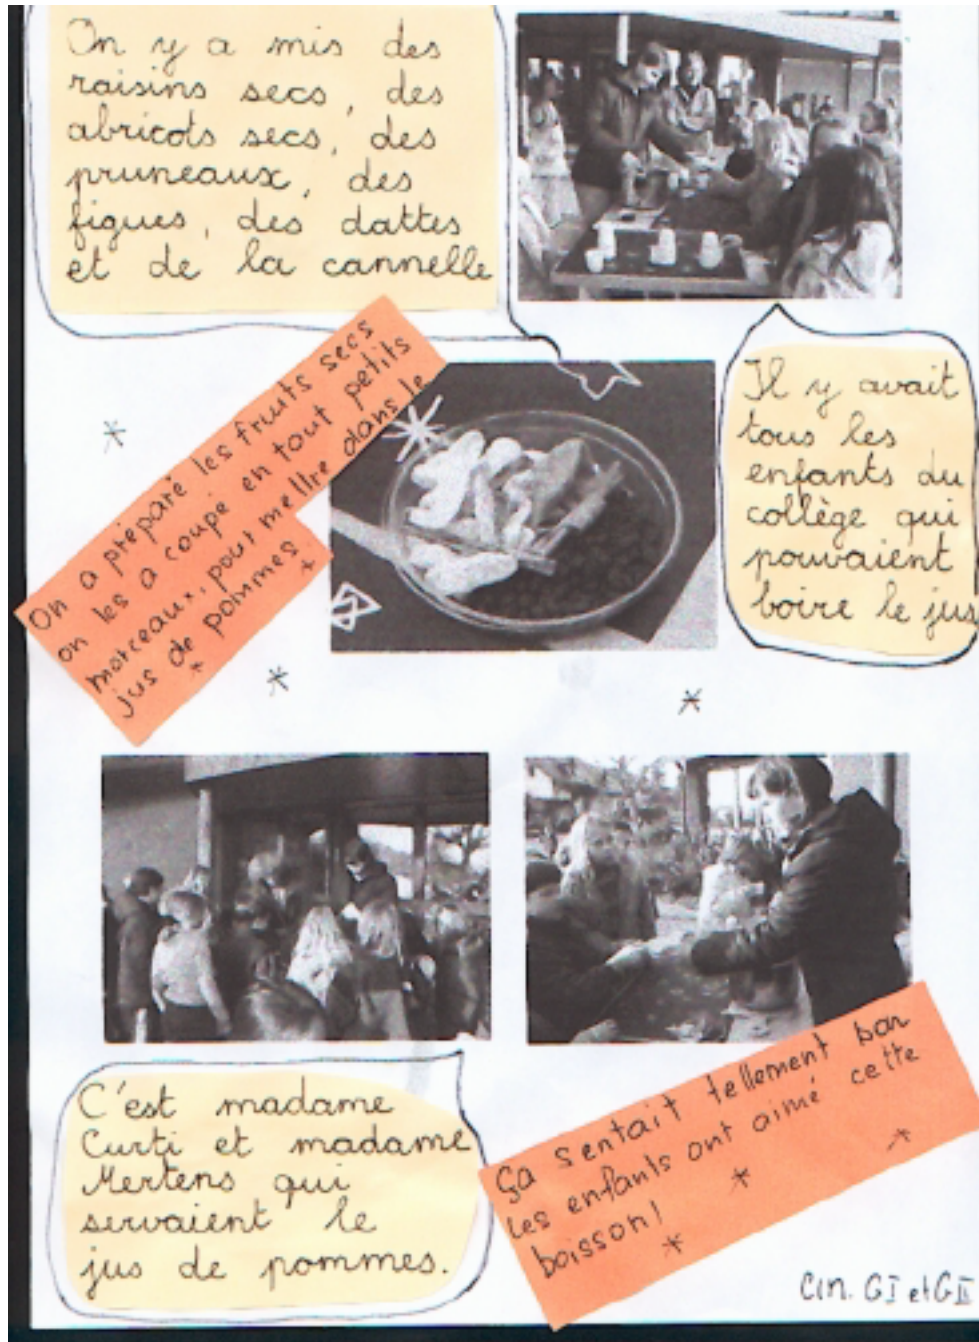 On y a mis des
raisins secs, des
abricots secs, des
pruneaux, des
figues, des dattes
et de la cannelle
On a préparé les fruits secs
on les a coupé en tout petits
morceaux, pour mettre dans le
jus de pommes
Il y avait
tous les
enfants du
collège qui
pouvaient
boire le jus
C'est madame
Curti et madame
Mertens qui
servaient le
jus de pommes.
Ça sentait tellement bon
les enfants ont aimé cette
boisson!
CIN. GI et GII